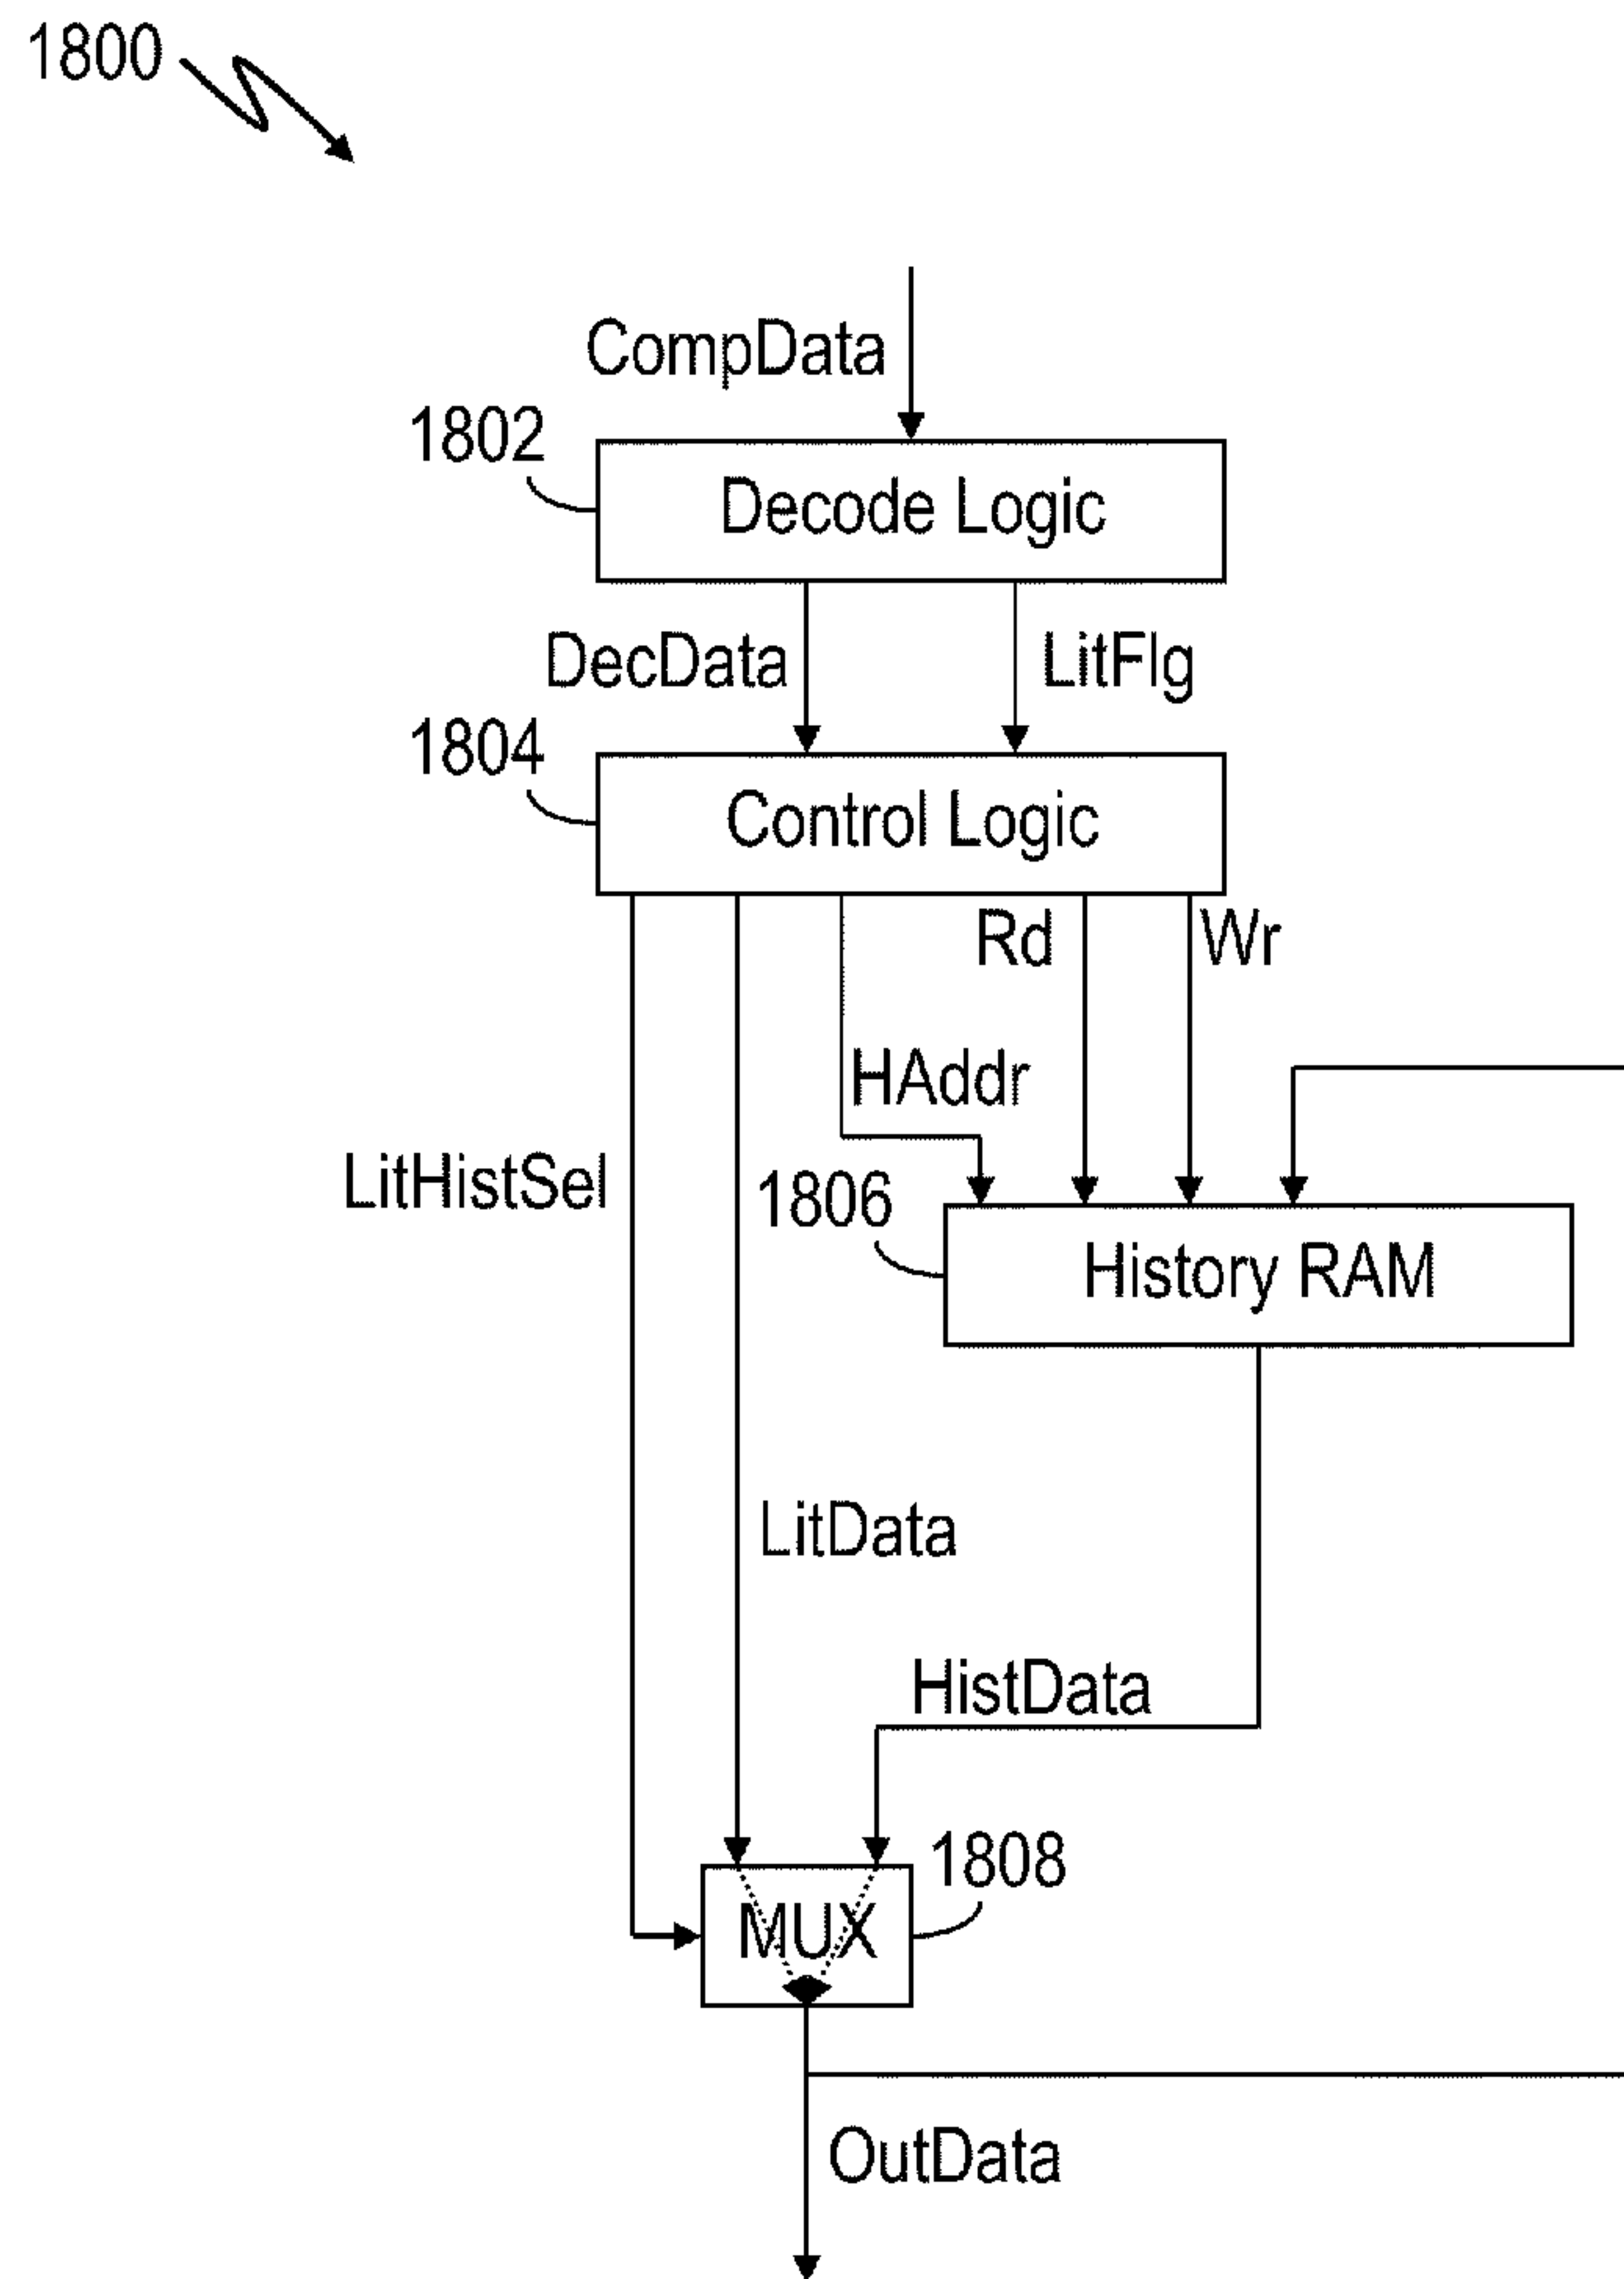 1800
CompData
1802
Decode Logic
DecData
LitFlg
1804
Control Logic
Rd
Wr
HAddr
LitHistSel
1806
History RAM
LitData
HistData
1808
MUX
OutData